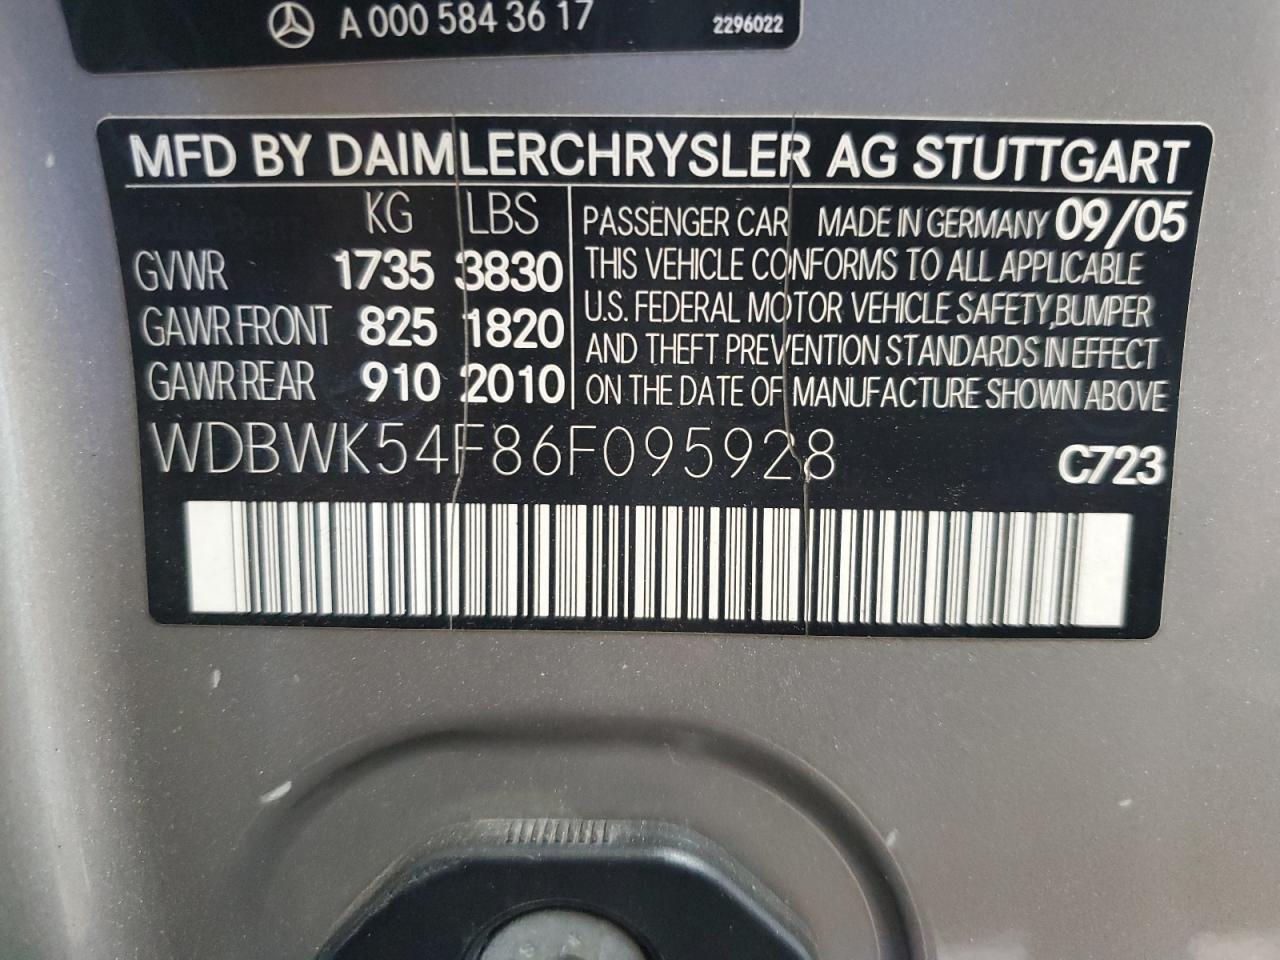 A 000 584 36 17 2296022
MFD BY DAIMLERCHRYSLER AG STUTTGART
KG LBS
GVWR 1735 3830
GAWR FRONT 825 1820
GAWR REAR 910 2010
PASSENGER CAR MADE IN GERMANY 09/05
THIS VEHICLE CONFORMS TO ALL APPLICABLE
U.S. FEDERAL MOTOR VEHICLE SAFETY,BUMPER
AND THEFT PREVENTION STANDARDS IN EFFECT
ON THE DATE OF MANUFACTURE SHOWN ABOVE
WDBWK54F86F095928 C723